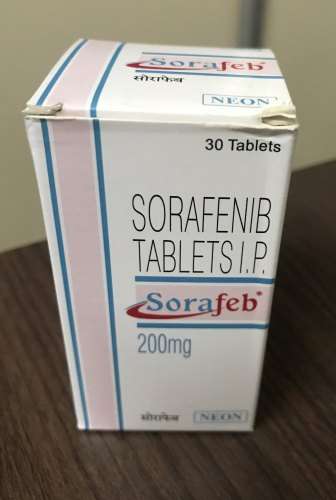 Sorafeb*
सोराफेब
NEON
30 Tablets
SORAFENIB
TABLETS I.P.
Sorafeb*
200mg
सोराफेब
NEON